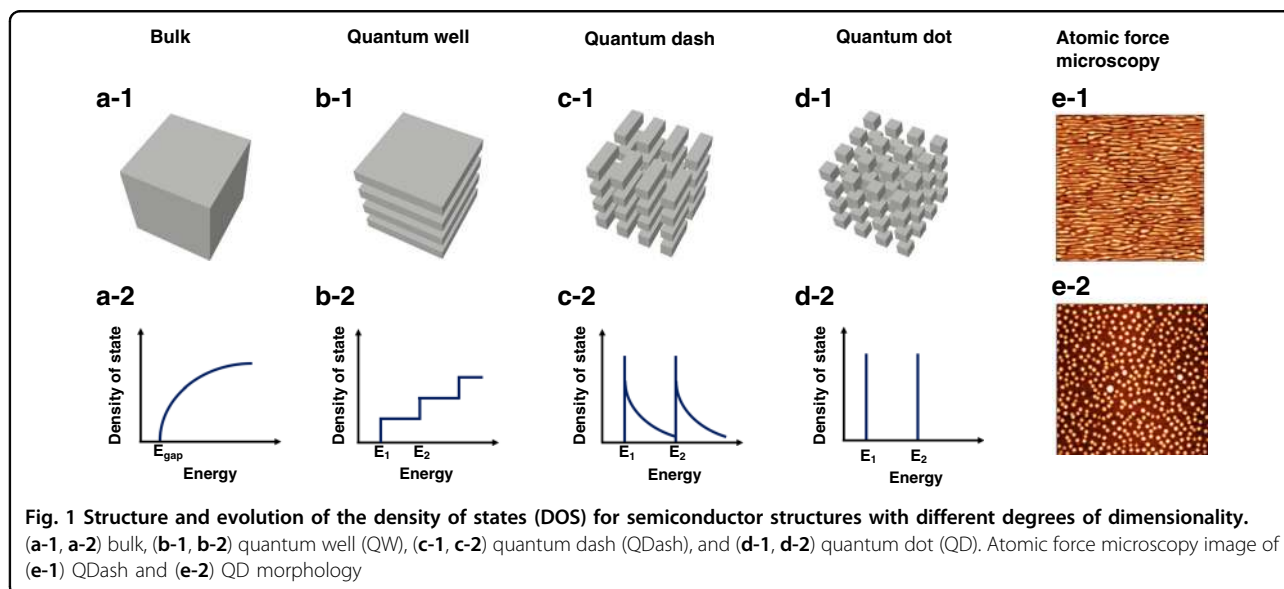 Bulk
Quantum well
Quantum dash
Quantum dot
Atomic force
microscopy
a-1
b-1
c-1
d-1
e-1
a-2
b-2
c-2
d-2
e-2
Density of state
E₍gap₎
Energy
Density of state
E₁ E₂
Energy
Density of state
E₁ E₂
Energy
Density of state
E₁ E₂
Energy
Fig. 1 Structure and evolution of the density of states (DOS) for semiconductor structures with different degrees of dimensionality.
(a-1, a-2) bulk, (b-1, b-2) quantum well (QW), (c-1, c-2) quantum dash (QDash), and (d-1, d-2) quantum dot (QD). Atomic force microscopy image of
(e-1) QDash and (e-2) QD morphology